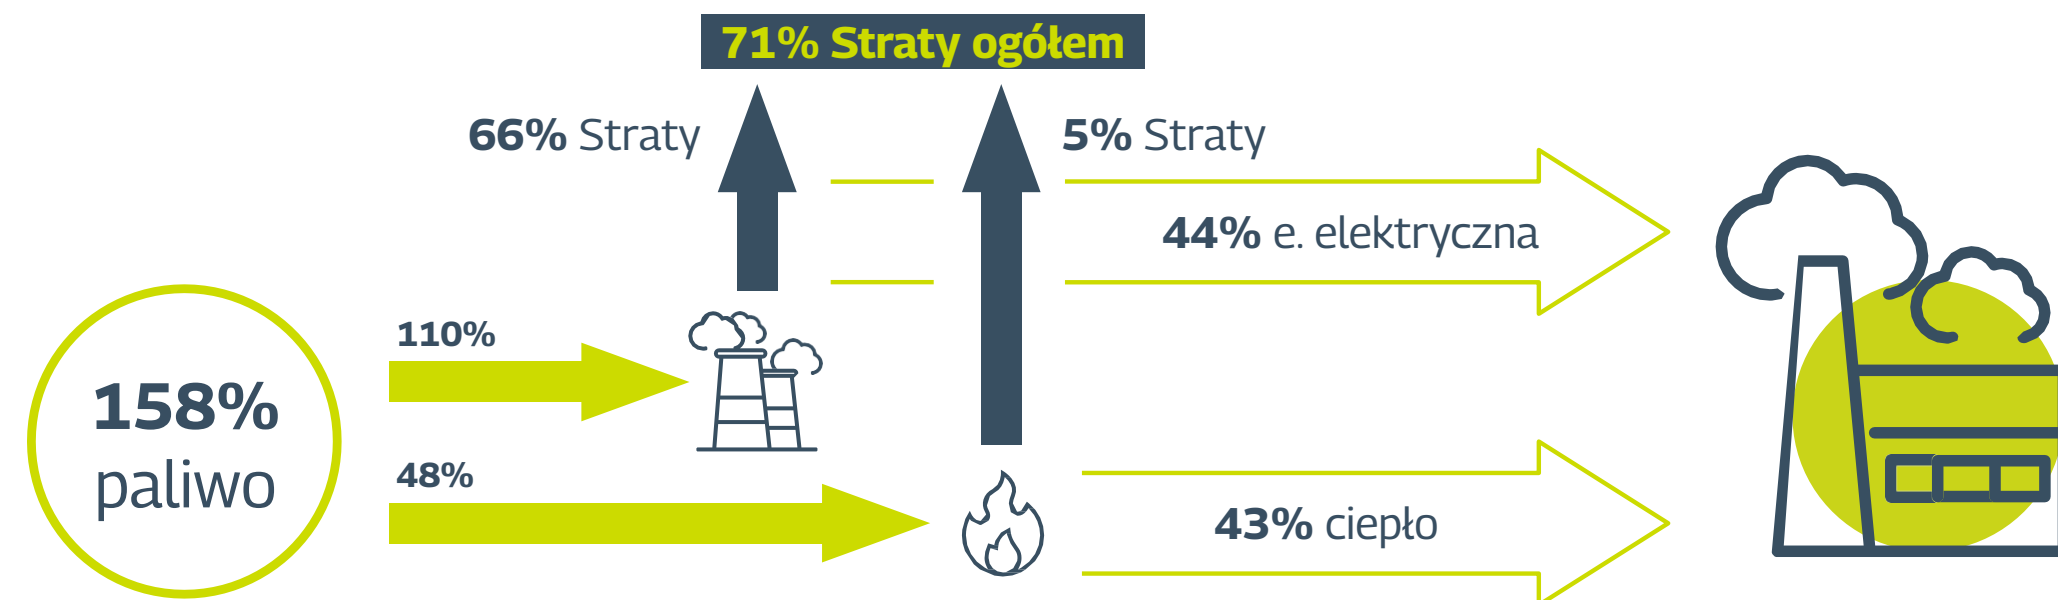 71% Straty ogółem
66% Straty
5% Straty
44% e. elektryczna
110%
158%
paliwo
48%
43% ciepło